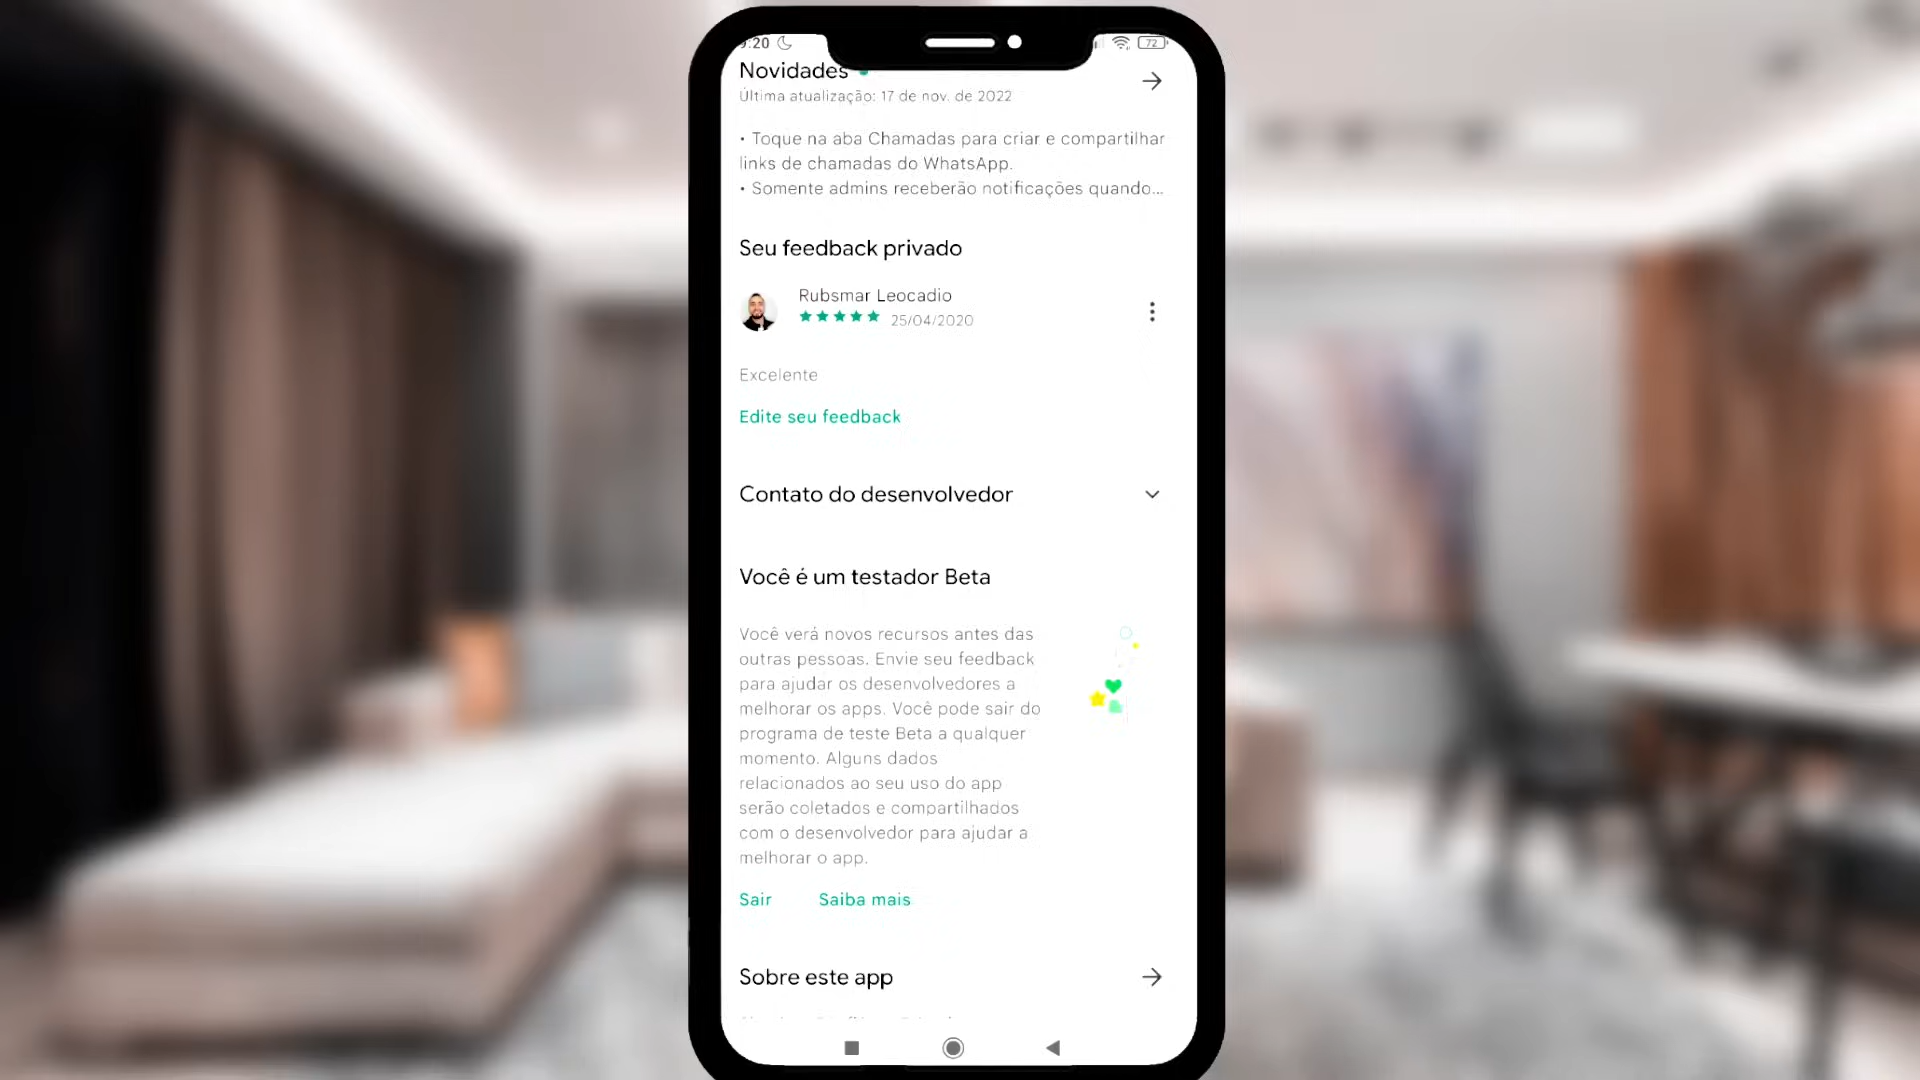 9:20
72
Novidades
Última atualização: 17 de nov. de 2022
• Toque na aba Chamadas para criar e compartilhar
links de chamadas do WhatsApp.
• Somente admins receberão notificações quando...
Seu feedback privado
Rubsmar Leocadio
25/04/2020
Excelente
Edite seu feedback
Contato do desenvolvedor
Você é um testador Beta
Você verá novos recursos antes das
outras pessoas. Envie seu feedback
para ajudar os desenvolvedores a
melhorar os apps. Você pode sair do
programa de teste Beta a qualquer
momento. Alguns dados
relacionados ao seu uso do app
serão coletados e compartilhados
com o desenvolvedor para ajudar a
melhorar o app.
Sair Saiba mais
Sobre este app